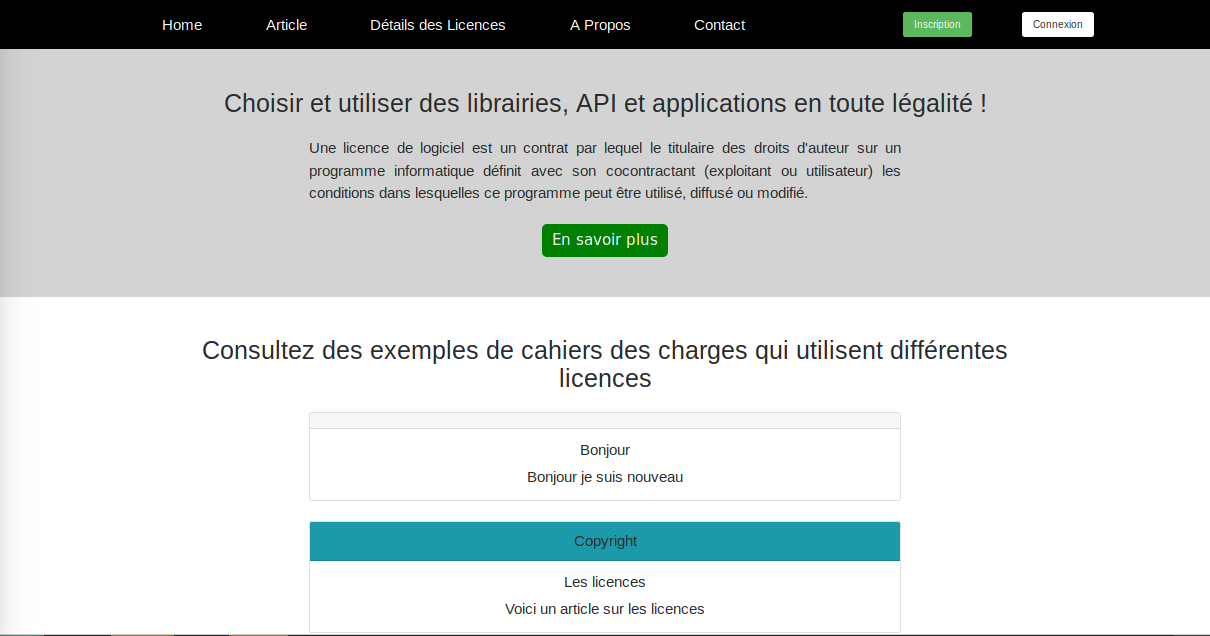 Home Article Détails des Licences A Propos Contact Inscription Connexion
Choisir et utiliser des librairies, API et applications en toute légalité !
Une licence de logiciel est un contrat par lequel le titulaire des droits d'auteur sur un
programme informatique définit avec son cocontractant (exploitant ou utilisateur) les
conditions dans lesquelles ce programme peut être utilisé, diffusé ou modifié.
En savoir plus
Consultez des exemples de cahiers des charges qui utilisent différentes
licences
Bonjour
Bonjour je suis nouveau
Copyright
Les licences
Voici un article sur les licences